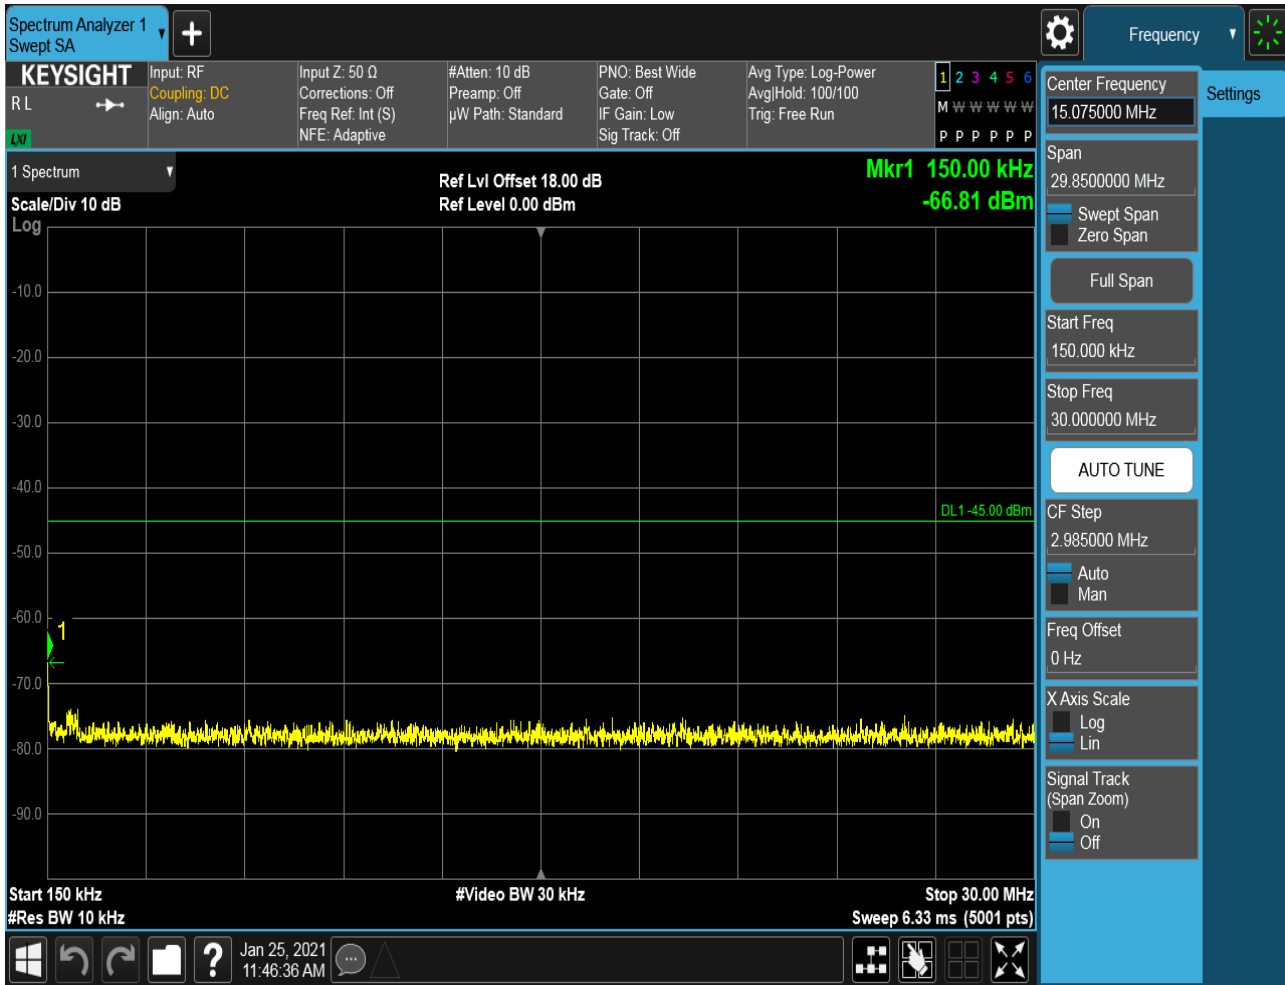 Spectrum Analyzer 1
Swept SA
+
Frequency
KEYSIGHT
R L
LXI
Input: RF
Coupling: DC
Align: Auto
Input Z: 50 Ω
Corrections: Off
Freq Ref: Int (S)
NFE: Adaptive
#Atten: 10 dB
Preamp: Off
µW Path: Standard
PNO: Best Wide
Gate: Off
IF Gain: Low
Sig Track: Off
Avg Type: Log-Power
Avg|Hold: 100/100
Trig: Free Run
1 2 3 4 5 6
M W W W W W
P P P P P P
1 Spectrum
Scale/Div 10 dB
Log
Ref Lvl Offset 18.00 dB
Ref Level 0.00 dBm
Mkr1 150.00 kHz
-66.81 dBm
-10.0
-20.0
-30.0
-40.0
DL1 -45.00 dBm
-50.0
-60.0
1
-70.0
-80.0
-90.0
Start 150 kHz
#Video BW 30 kHz
Stop 30.00 MHz
#Res BW 10 kHz
Sweep 6.33 ms (5001 pts)
Center Frequency
15.075000 MHz
Settings
Span
29.8500000 MHz
Swept Span
Zero Span
Full Span
Start Freq
150.000 kHz
Stop Freq
30.000000 MHz
AUTO TUNE
CF Step
2.985000 MHz
Auto
Man
Freq Offset
0 Hz
X Axis Scale
Log
Lin
Signal Track
(Span Zoom)
On
Off
?
Jan 25, 2021
11:46:36 AM